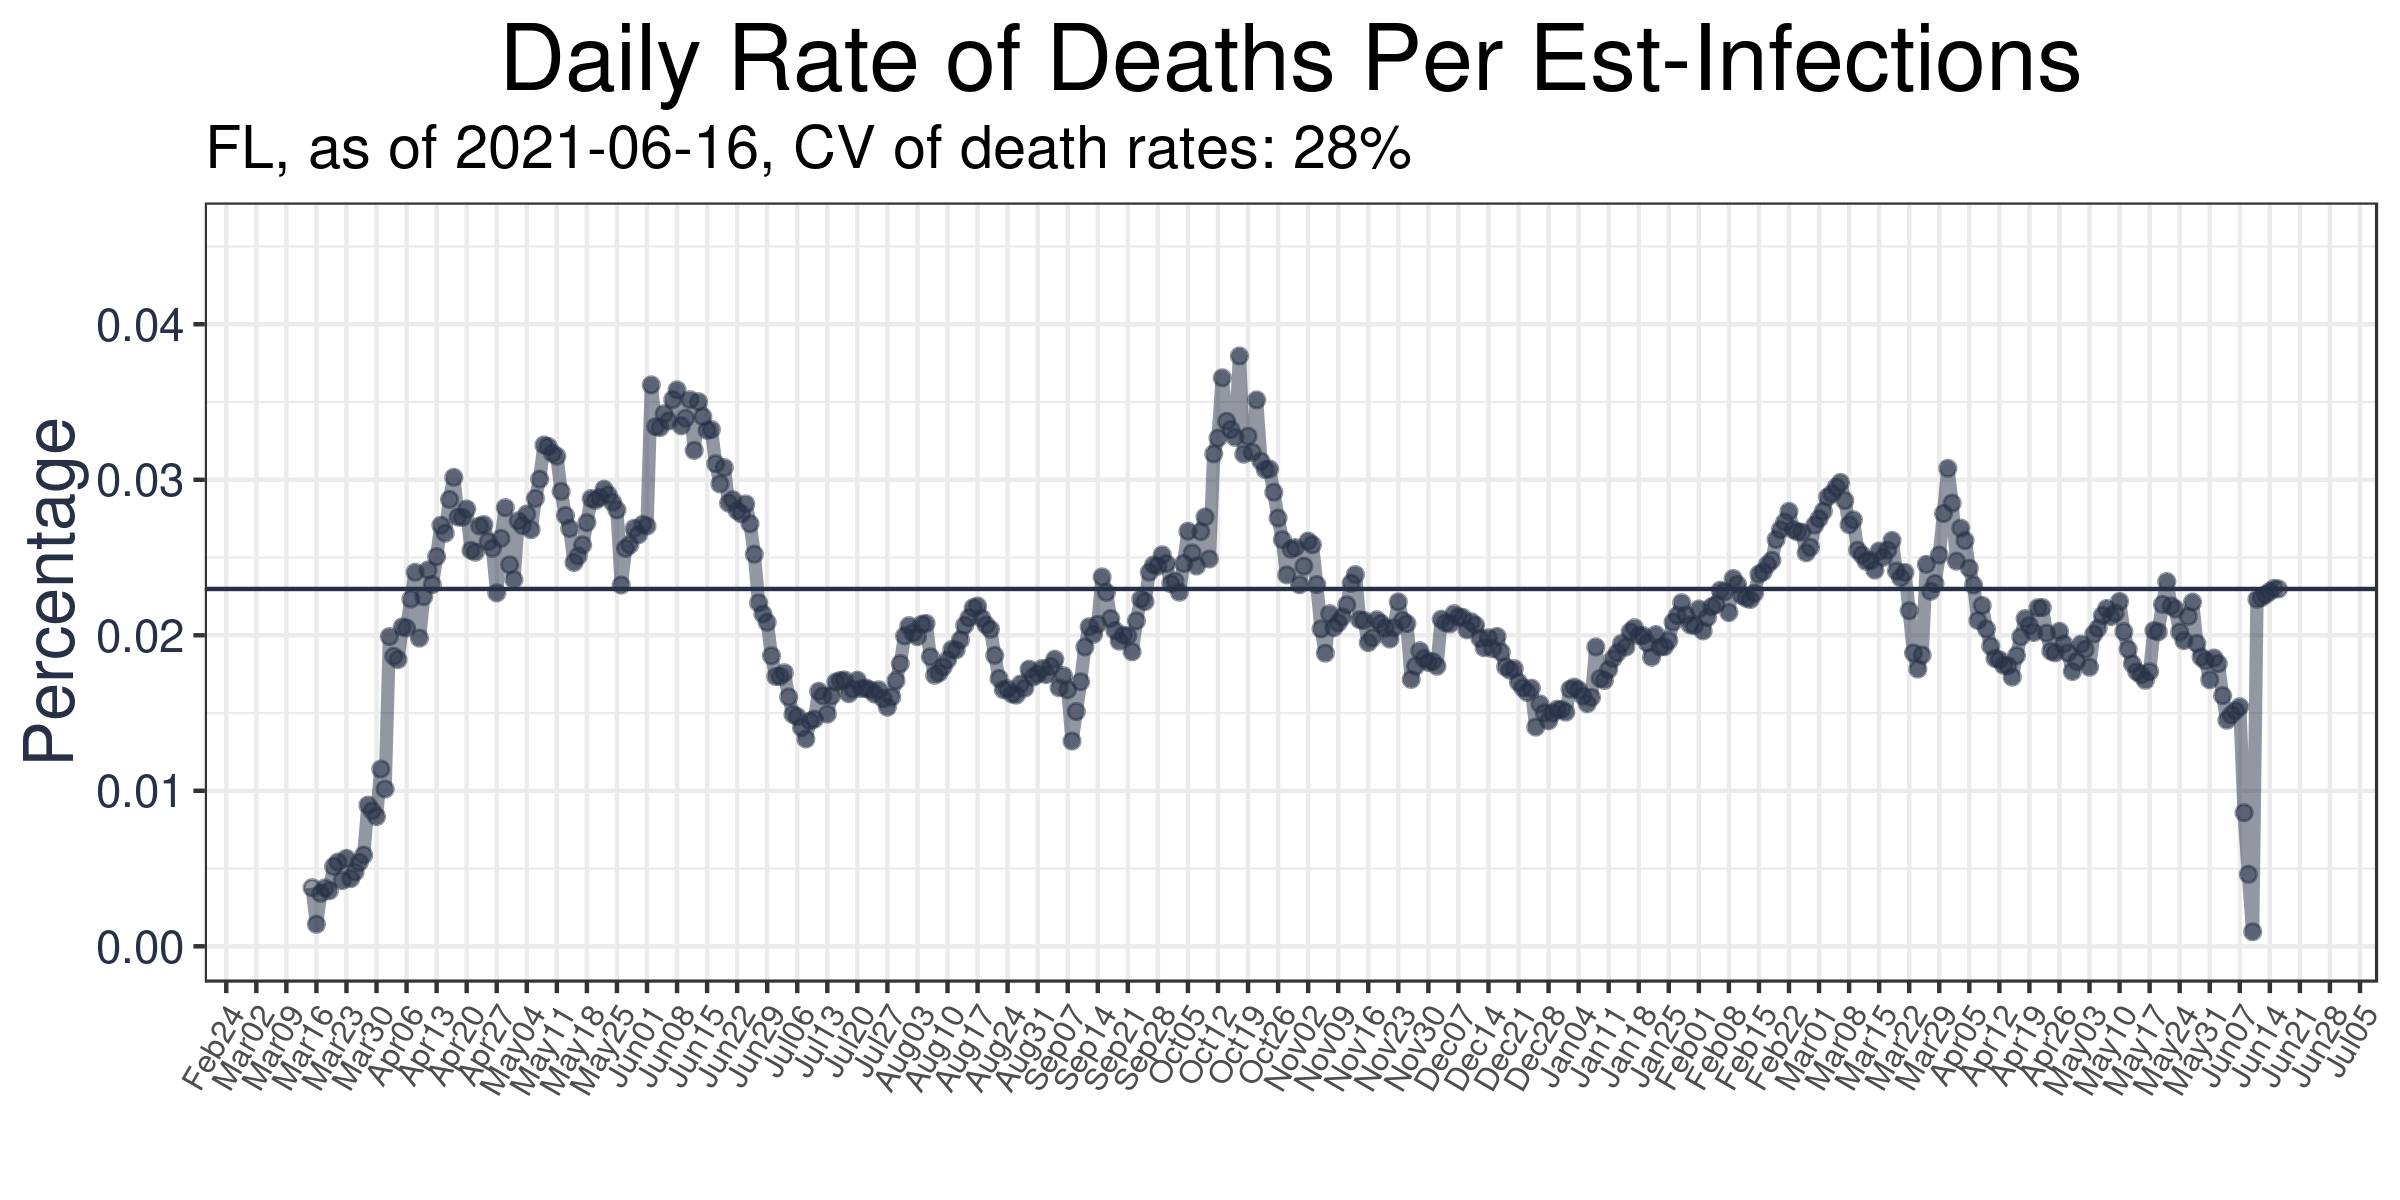 Daily Rate of Deaths Per Est-Infections
FL, as of 2021-06-16, CV of death rates: 28%
Percentage
0.04
0.03
0.02
0.01
0.00
Feb24 Mar02 Mar09 Mar16 Mar23 Mar30 Apr06 Apr13 Apr20 Apr27 May04 May11 May18 May25 Jun01 Jun08 Jun15 Jun22 Jun29 Jul06 Jul13 Jul20 Jul27 Aug03 Aug10 Aug17 Aug24 Aug31 Sep07 Sep14 Sep21 Sep28 Oct05 Oct12 Oct19 Oct26 Nov02 Nov09 Nov16 Nov23 Nov30 Dec07 Dec14 Dec21 Dec28 Jan04 Jan11 Jan18 Jan25 Feb01 Feb08 Feb15 Feb22 Mar01 Mar08 Mar15 Mar22 Mar29 Apr05 Apr12 Apr19 Apr26 May03 May10 May17 May24 May31 Jun07 Jun14 Jun21 Jun28 Jul05